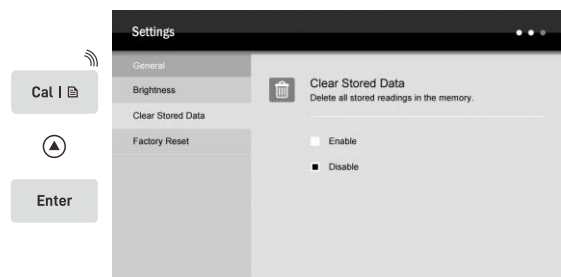 Settings
Cal |
Enter
General
Brightness
Clear Stored Data
Factory Reset
Clear Stored Data
Delete all stored readings in the memory.
Enable
Disable